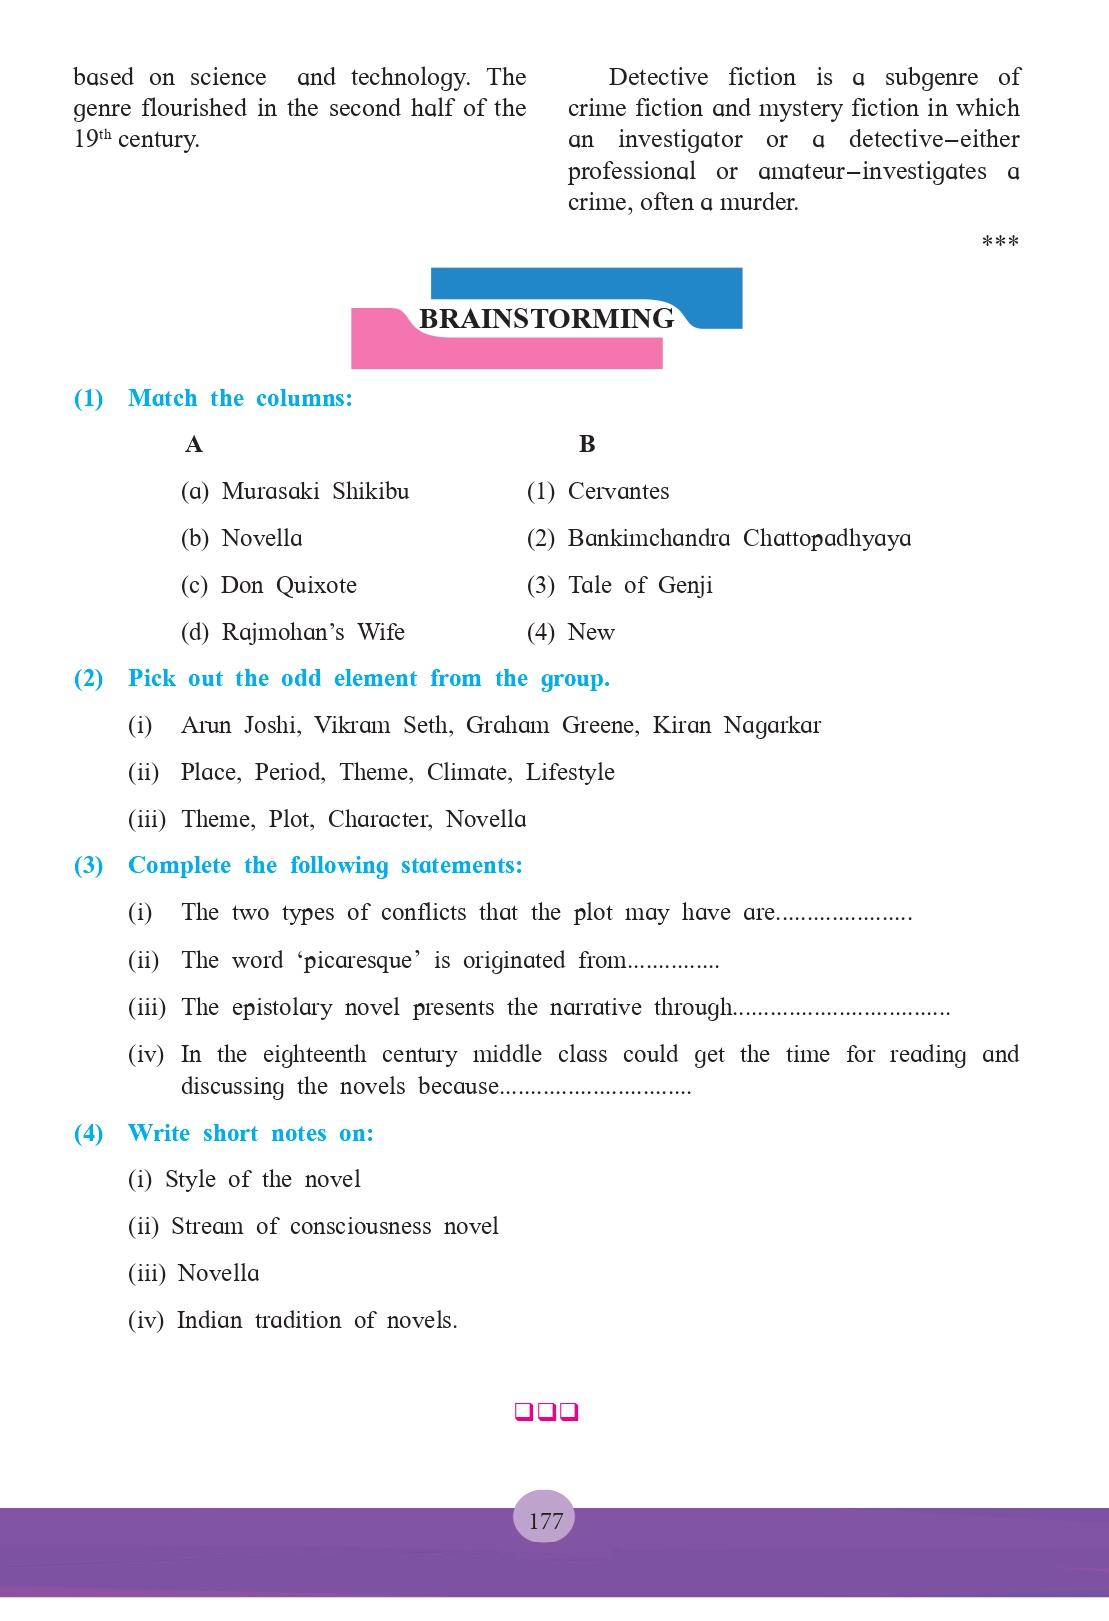 based on science and technology. The
genre flourished in the second half of the
19th century.
Detective fiction is a subgenre of
crime fiction and mystery fiction in which
an investigator or a detective–either
professional or amateur–investigates a
crime, often a murder.
***
BRAINSTORMING
(1) Match the columns:
A B
(a) Murasaki Shikibu (1) Cervantes
(b) Novella (2) Bankimchandra Chattopadhyaya
(c) Don Quixote (3) Tale of Genji
(d) Rajmohan’s Wife (4) New
(2) Pick out the odd element from the group.
(i) Arun Joshi, Vikram Seth, Graham Greene, Kiran Nagarkar
(ii) Place, Period, Theme, Climate, Lifestyle
(iii) Theme, Plot, Character, Novella
(3) Complete the following statements:
(i) The two types of conflicts that the plot may have are......................
(ii) The word ‘picaresque’ is originated from...............
(iii) The epistolary novel presents the narrative through...................................
(iv) In the eighteenth century middle class could get the time for reading and
discussing the novels because...............................
(4) Write short notes on:
(i) Style of the novel
(ii) Stream of consciousness novel
(iii) Novella
(iv) Indian tradition of novels.
❑❑❑
177